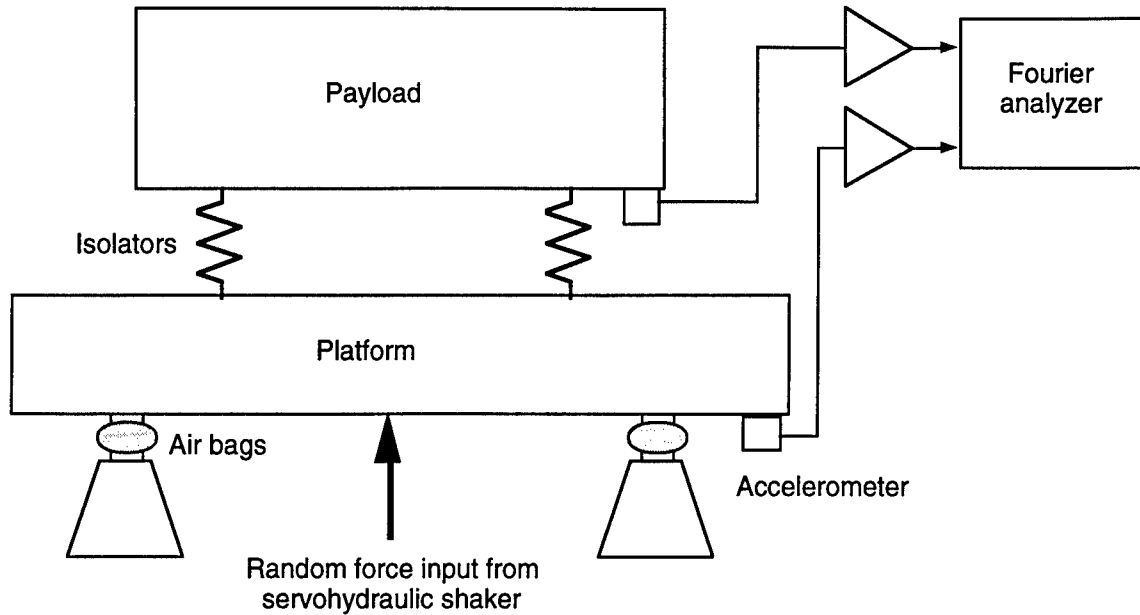 Payload
Fourier
analyzer
Isolators
Platform
Air bags
Accelerometer
Random force input from
servohydraulic shaker